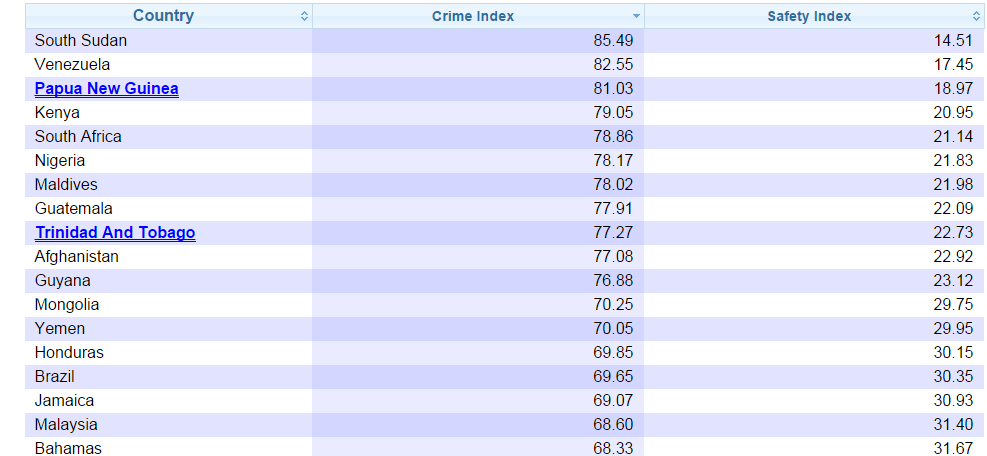 Country Crime Index Safety Index
South Sudan 85.49 14.51
Venezuela 82.55 17.45
Papua New Guinea 81.03 18.97
Kenya 79.05 20.95
South Africa 78.86 21.14
Nigeria 78.17 21.83
Maldives 78.02 21.98
Guatemala 77.91 22.09
Trinidad And Tobago 77.27 22.73
Afghanistan 77.08 22.92
Guyana 76.88 23.12
Mongolia 70.25 29.75
Yemen 70.05 29.95
Honduras 69.85 30.15
Brazil 69.65 30.35
Jamaica 69.07 30.93
Malaysia 68.60 31.40
Bahamas 68.33 31.67